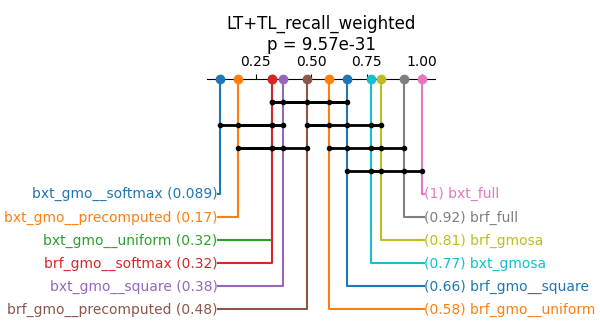 LT+TL_recall_weighted
p = 9.57e-31
0.25 0.50 0.75 1.00
bxt_gmo__softmax (0.089) (1) bxt_full
bxt_gmo__precomputed (0.17) (0.92) brf_full
bxt_gmo__uniform (0.32) (0.81) brf_gmosa
brf_gmo__softmax (0.32) (0.77) bxt_gmosa
bxt_gmo__square (0.38) (0.66) brf_gmo__square
brf_gmo__precomputed (0.48) (0.58) brf_gmo__uniform